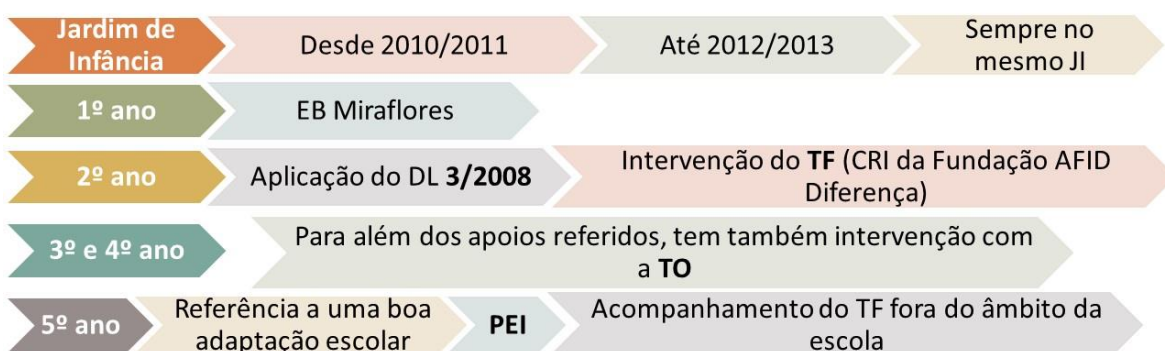 Jardim de
Infância
Desde 2010/2011
Até 2012/2013
Sempre no
mesmo JI
1º ano
EB Miraflores
2º ano
Aplicação do DL 3/2008
Intervenção do TF (CRI da Fundação AFID
Diferença)
3º e 4º ano
Para além dos apoios referidos, tem também intervenção com
a TO
5º ano
Referência a uma boa
adaptação escolar
PEI
Acompanhamento do TF fora do âmbito da
escola